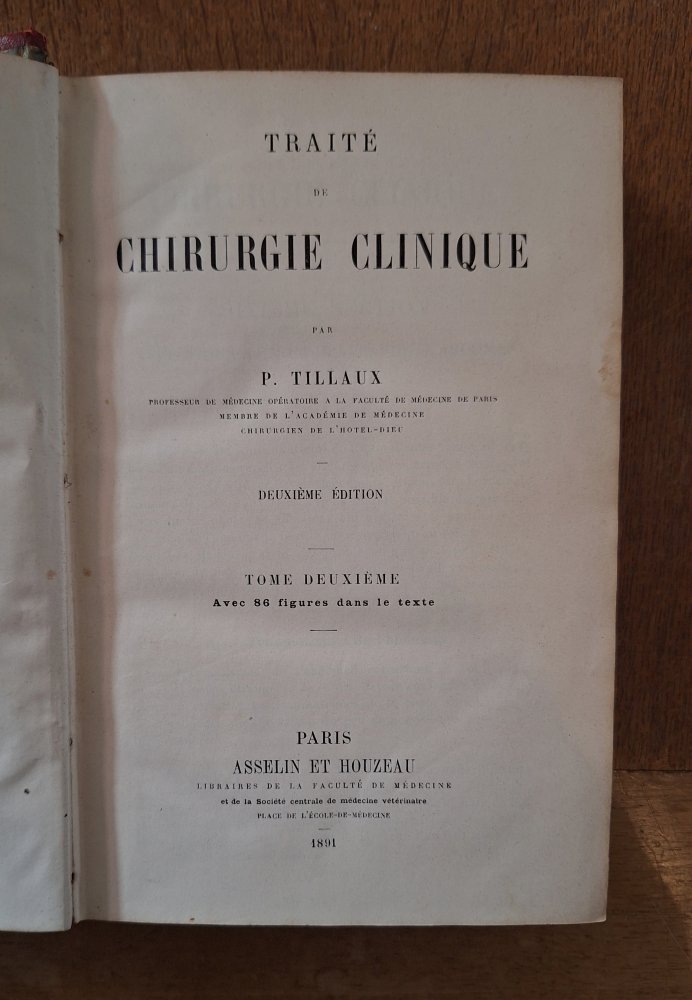 TRAITÉ
DE
CHIRURGIE CLINIQUE
PAR
P. TILLAUX
PROFESSEUR DE MÉDECINE OPÉRATOIRE A LA FACULTÉ DE MÉDECINE DE PARIS
MEMBRE DE L'ACADÉMIE DE MÉDECINE
CHIRURGIEN DE L'HOTEL-DIEU
DEUXIÈME ÉDITION
TOME DEUXIÈME
Avec 86 figures dans le texte
PARIS
ASSELIN ET HOUZEAU
LIBRAIRES DE LA FACULTÉ DE MÉDECINE
et de la Société centrale de médecine vétérinaire
PLACE DE L'ÉCOLE-DE-MÉDECINE
1891